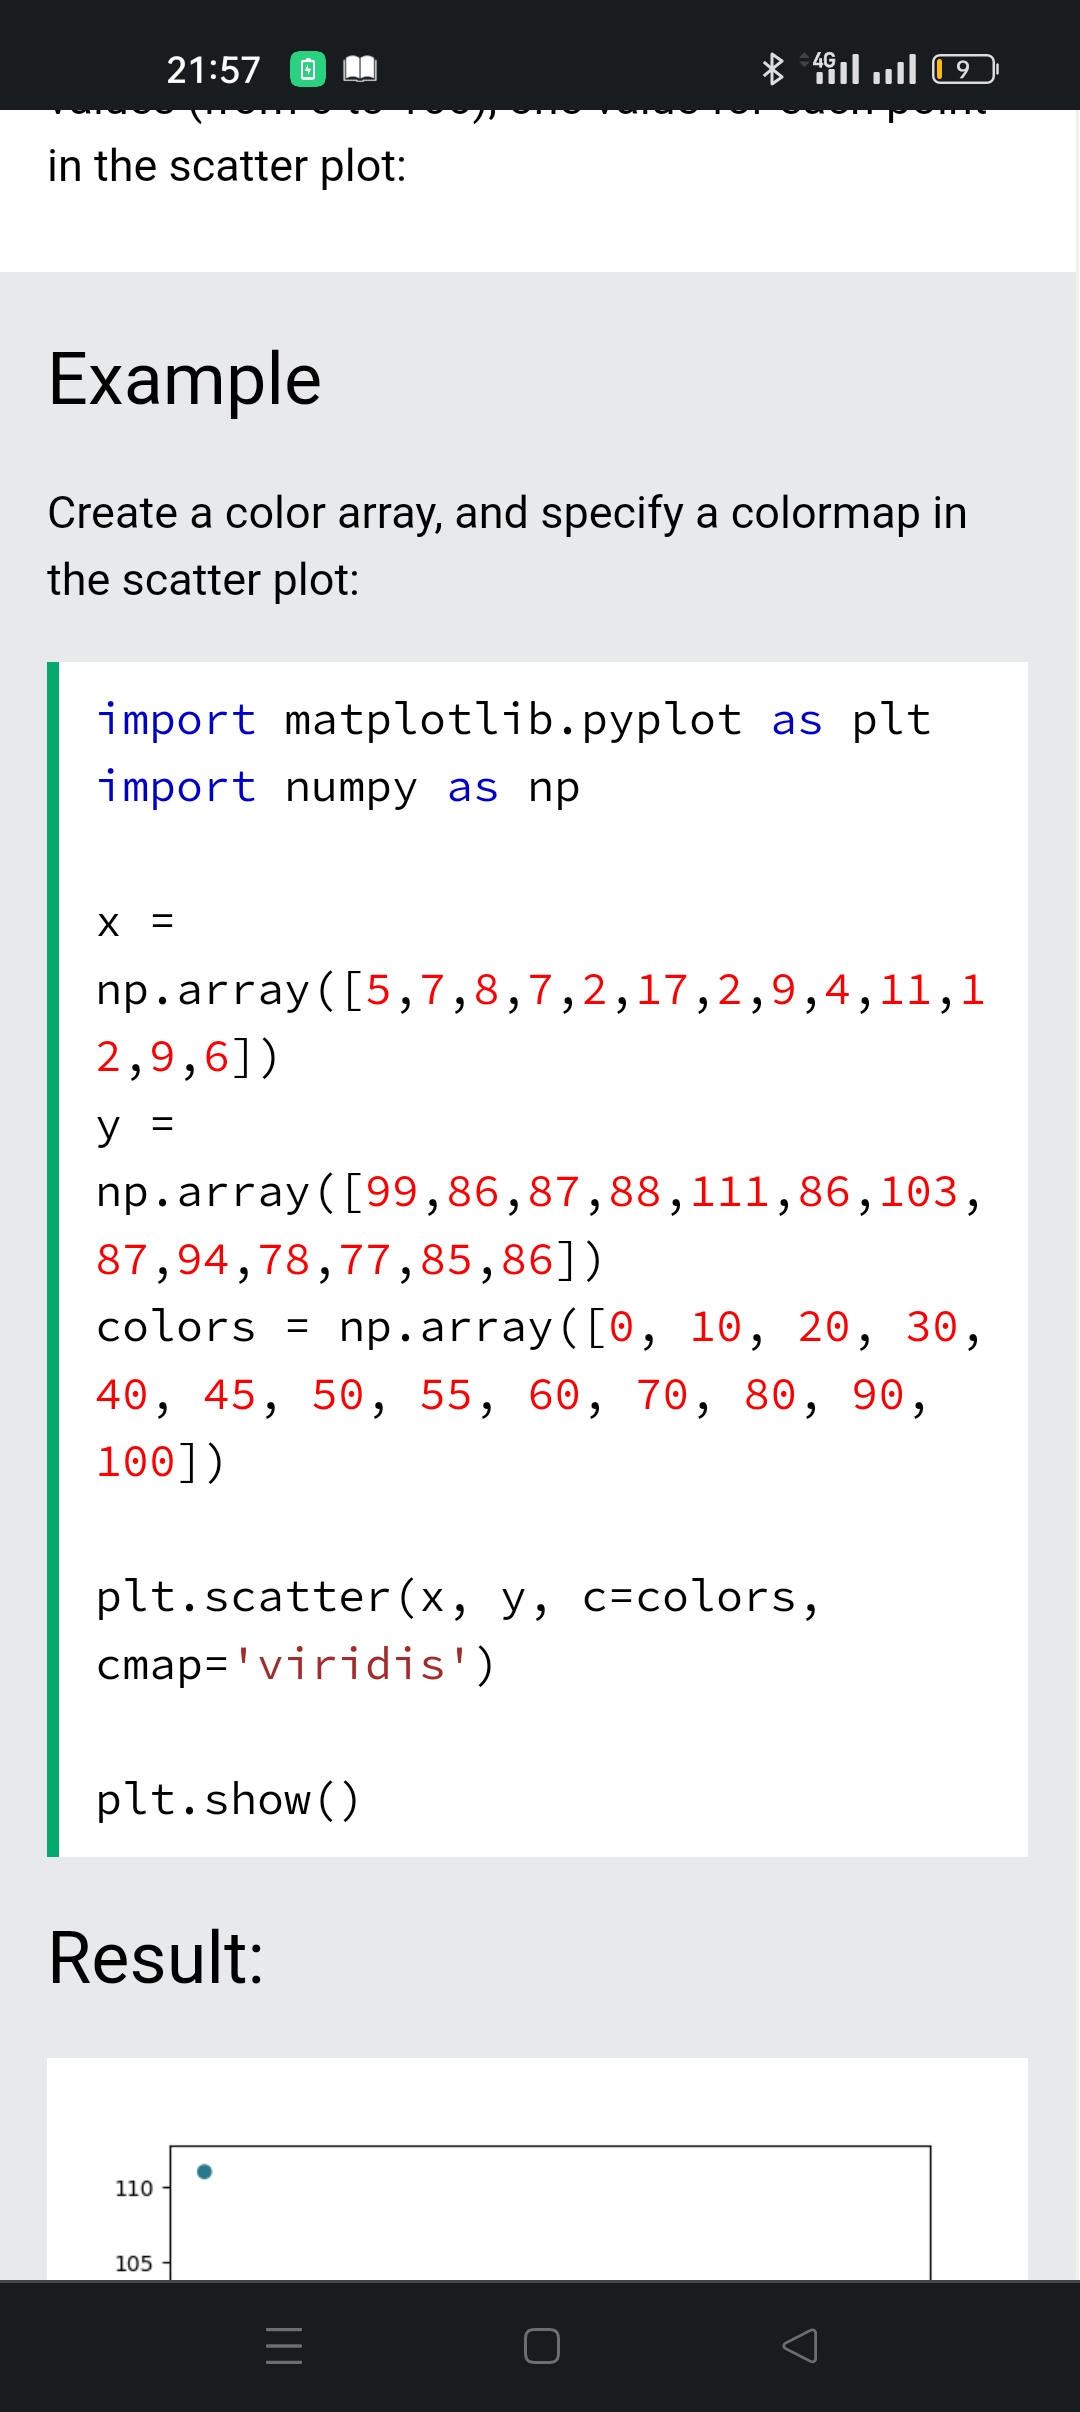 21:57
4G
9
in the scatter plot:
Example
Create a color array, and specify a colormap in
the scatter plot:
import matplotlib.pyplot as plt
import numpy as np
x =
np.array([5,7,8,7,2,17,2,9,4,11,1
2,9,6])
y =
np.array([99,86,87,88,111,86,103,
87,94,78,77,85,86])
colors = np.array([0, 10, 20, 30,
40, 45, 50, 55, 60, 70, 80, 90,
100])
plt.scatter(x, y, c=colors,
cmap='viridis')
plt.show()
Result:
110
105